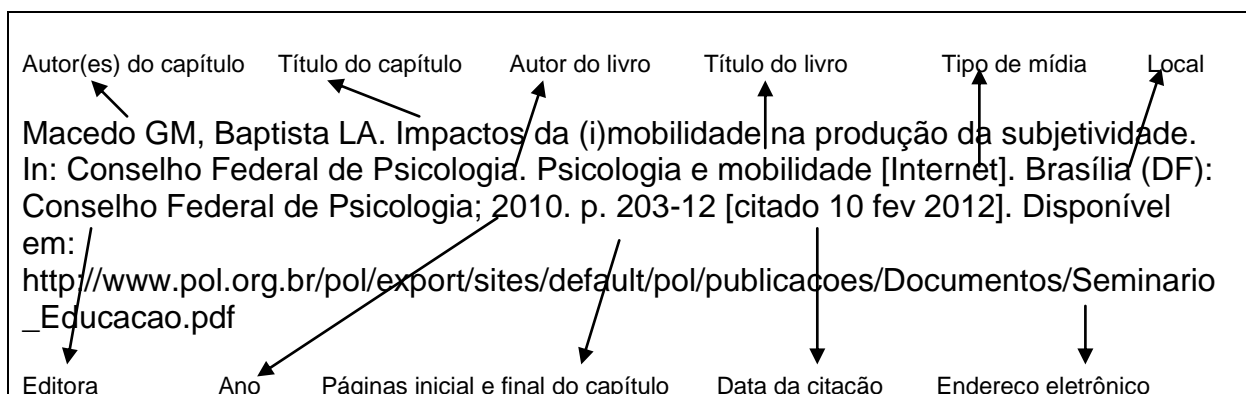 Autor(es) do capítulo Título do capítulo Autor do livro Título do livro Tipo de mídia Local
Macedo GM, Baptista LA. Impactos da (i)mobilidade na produção da subjetividade.
In: Conselho Federal de Psicologia. Psicologia e mobilidade [Internet]. Brasília (DF):
Conselho Federal de Psicologia; 2010. p. 203-12 [citado 10 fev 2012]. Disponível
em:
http://www.pol.org.br/pol/export/sites/default/pol/publicacoes/Documentos/Seminario
_Educacao.pdf
Editora Ano Páginas inicial e final do capítulo Data da citação Endereço eletrônico